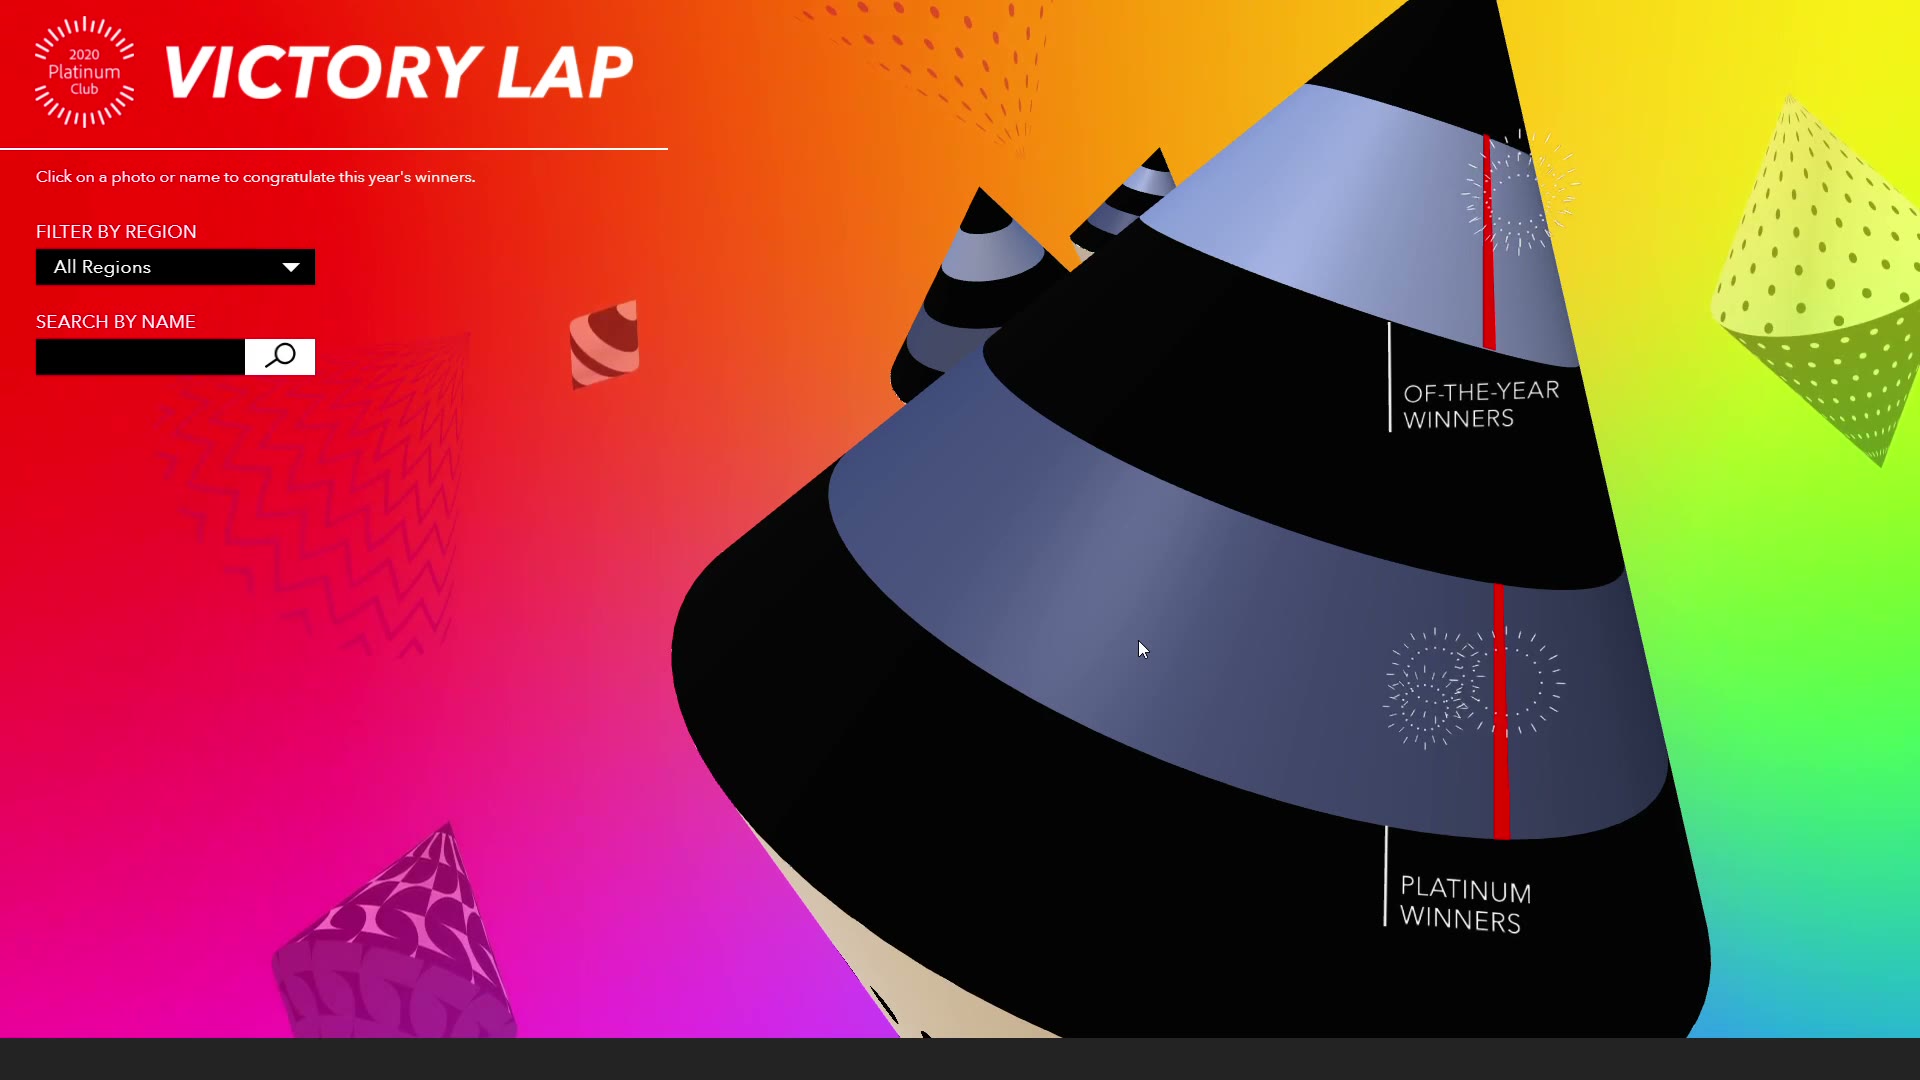 2020
Platinum
Club
VICTORY LAP
Click on a photo or name to congratulate this year's winners.
FILTER BY REGION
All Regions
SEARCH BY NAME
OF-THE-YEAR
WINNERS
PLATINUM
WINNERS